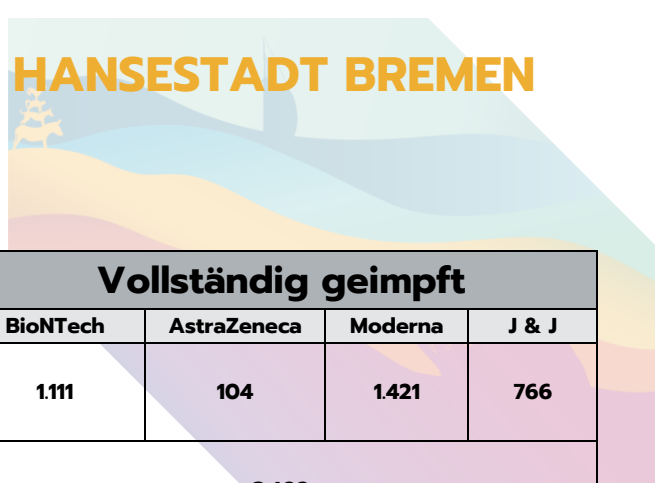 HANSESTADT BREMEN
Vollständig geimpft
BioNTech AstraZeneca Moderna J & J
1.111 104 1.421 766